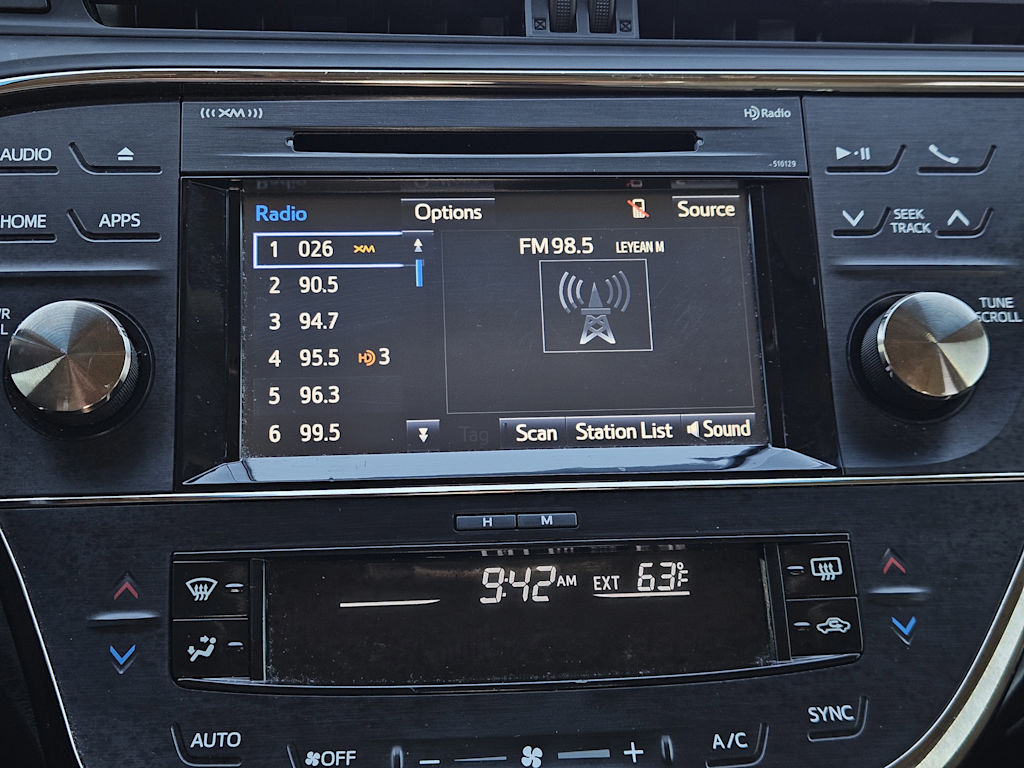 (((XM)))
HD Radio
510129
AUDIO
HOME
APPS
SEEK
TRACK
TUNE
SCROLL
Radio
Options
Source
1 026 XM
2 90.5
3 94.7
4 95.5 HD 3
5 96.3
6 99.5
FM 98.5 LEYEAN M
Tag
Scan
Station List
Sound
H
M
9:42 AM
EXT 63°F
AUTO
OFF
A/C
SYNC